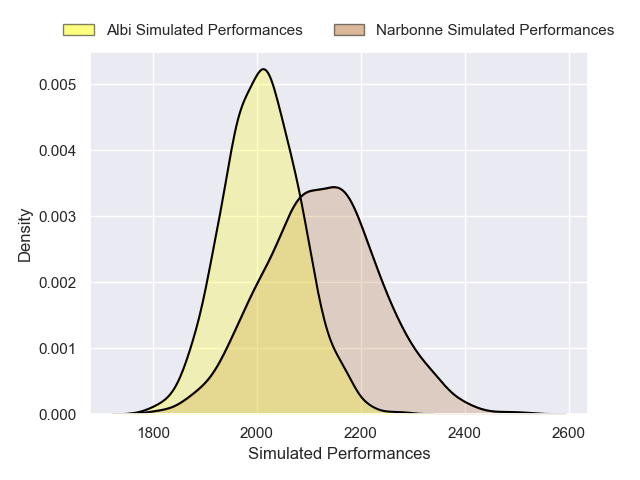 Albi Simulated Performances Narbonne Simulated Performances
0.005
0.004
0.003
0.002
0.001
0.000
Density
1800 2000 2200 2400 2600
Simulated Performances